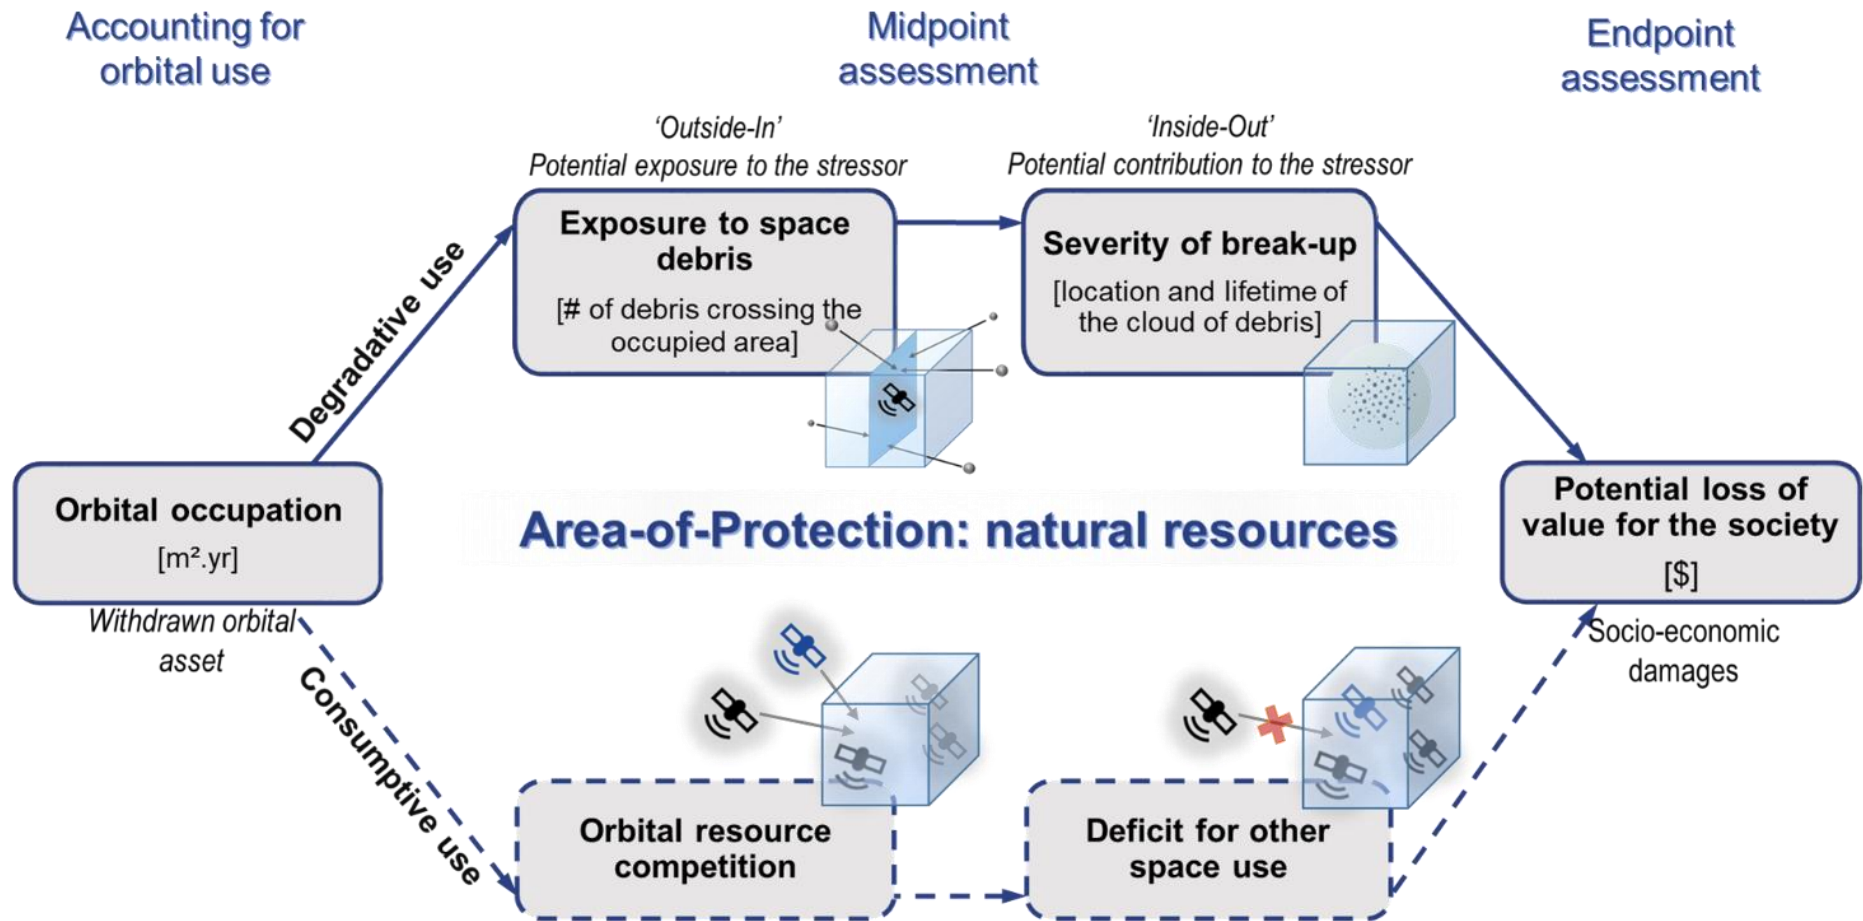 Accounting for
orbital use
Midpoint
assessment
Endpoint
assessment
‘Outside-In’
Potential exposure to the stressor
‘Inside-Out’
Potential contribution to the stressor
Exposure to space
debris
[# of debris crossing the
occupied area]
Severity of break-up
[location and lifetime of
the cloud of debris]
Degradative use
Orbital occupation
[m².yr]
Withdrawn orbital
asset
Area-of-Protection: natural resources
Potential loss of
value for the society
[$]
Socio-economic
damages
Consumptive use
Orbital resource
competition
Deficit for other
space use